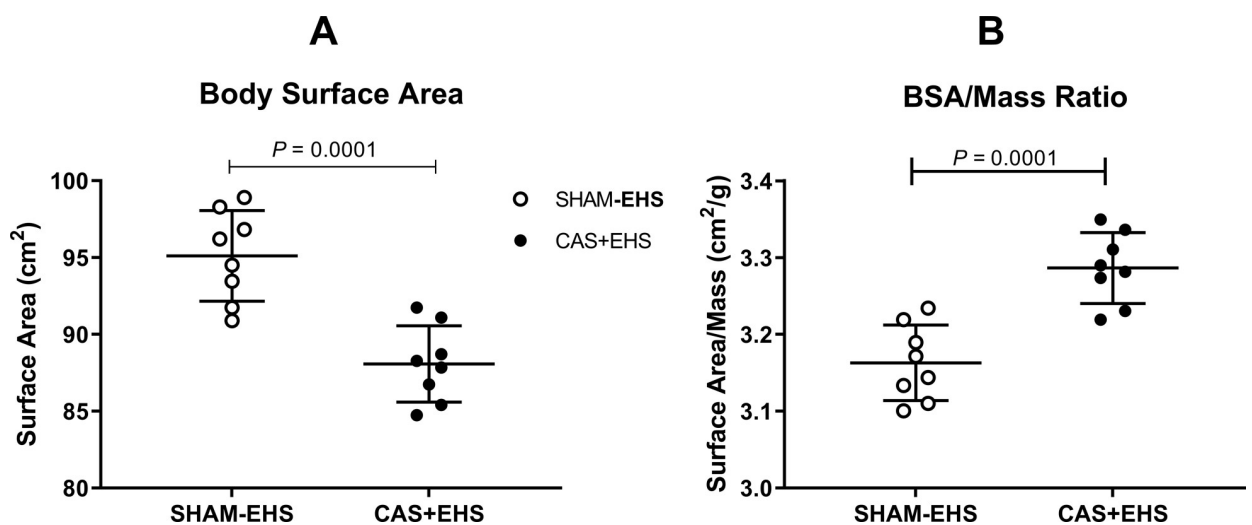 A
Body Surface Area
P = 0.0001
Surface Area (cm²)
100
95
90
85
80
SHAM-EHS
CAS+EHS
SHAM-EHS
CAS+EHS
B
BSA/Mass Ratio
P = 0.0001
Surface Area/Mass (cm²/g)
3.4
3.3
3.2
3.1
3.0
SHAM-EHS
CAS+EHS